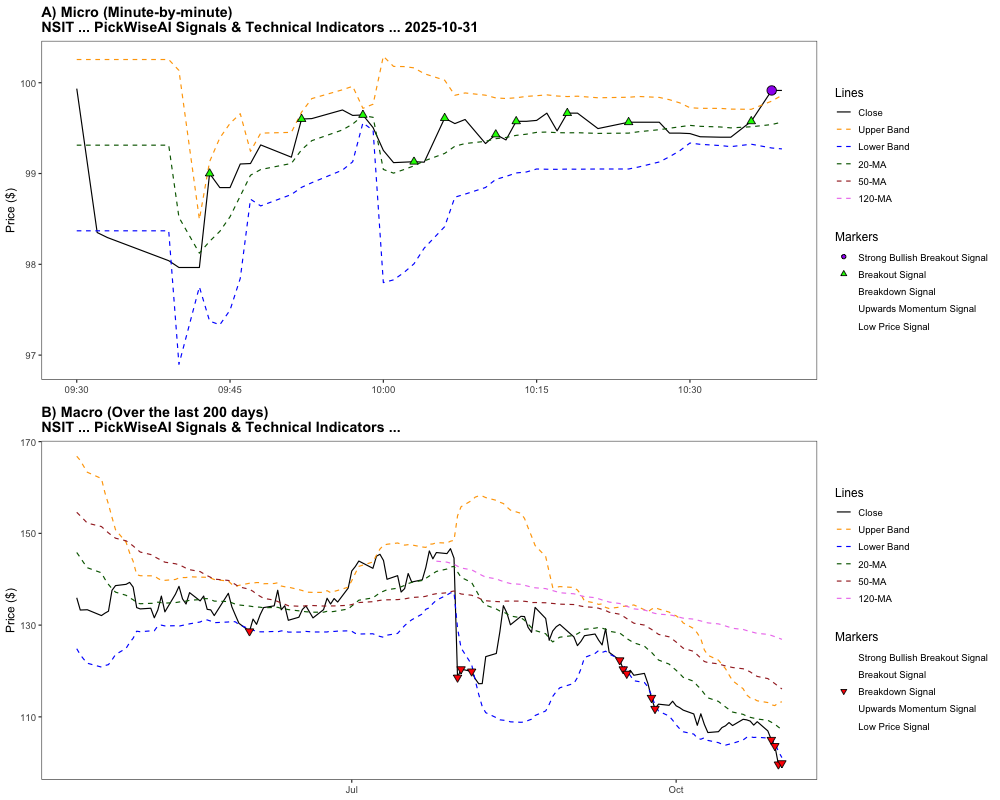 A) Micro (Minute-by-minute)
NSIT ... PickWiseAI Signals & Technical Indicators ... 2025-10-31
Price ($)
100
99
98
97
09:30
09:45
10:00
10:15
10:30
Lines
Close
Upper Band
Lower Band
20-MA
50-MA
120-MA
Markers
Strong Bullish Breakout Signal
Breakout Signal
Breakdown Signal
Upwards Momentum Signal
Low Price Signal
B) Macro (Over the last 200 days)
NSIT ... PickWiseAI Signals & Technical Indicators ...
Price ($)
170
150
130
110
Jul
Oct
Lines
Close
Upper Band
Lower Band
20-MA
50-MA
120-MA
Markers
Strong Bullish Breakout Signal
Breakout Signal
Breakdown Signal
Upwards Momentum Signal
Low Price Signal